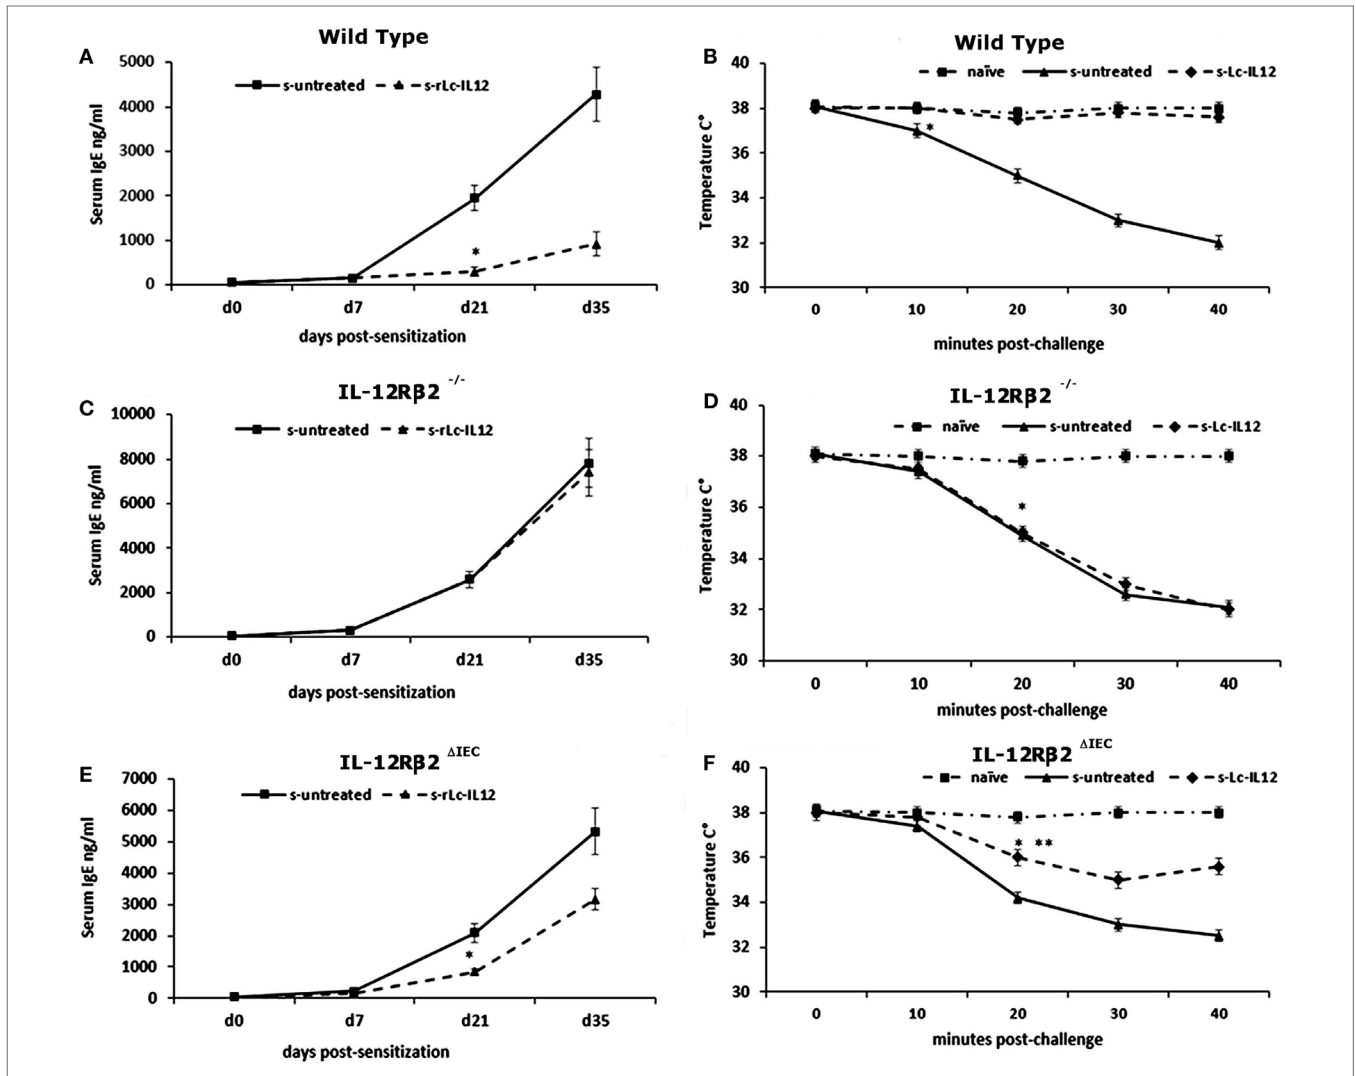 A
Wild Type
s-untreated
s-rLc-IL12
5000
4000
3000
2000
1000
0
Serum IgE ng/ml
*
d0
d7
d21
d35
days post-sensitization
B
Wild Type
naïve
s-untreated
s-Lc-IL12
40
38
36
34
32
30
Temperature C°
*
0
10
20
30
40
minutes post-challenge
C
IL-12Rβ2 -/-
s-untreated
s-rLc-IL12
10000
8000
6000
4000
2000
0
Serum IgE ng/ml
d0
d7
d21
d35
days post-sensitization
D
IL-12Rβ2 -/-
naïve
s-untreated
s-Lc-IL12
40
38
36
34
32
30
Temperature C°
*
0
10
20
30
40
minutes post-challenge
E
IL-12Rβ2 ΔIEC
s-untreated
s-rLc-IL12
7000
6000
5000
4000
3000
2000
1000
0
Serum IgE ng/ml
*
d0
d7
d21
d35
days post-sensitization
F
IL-12Rβ2 ΔIEC
naïve
s-untreated
s-Lc-IL12
40
38
36
34
32
30
Temperature C°
* **
0
10
20
30
40
minutes post-challenge